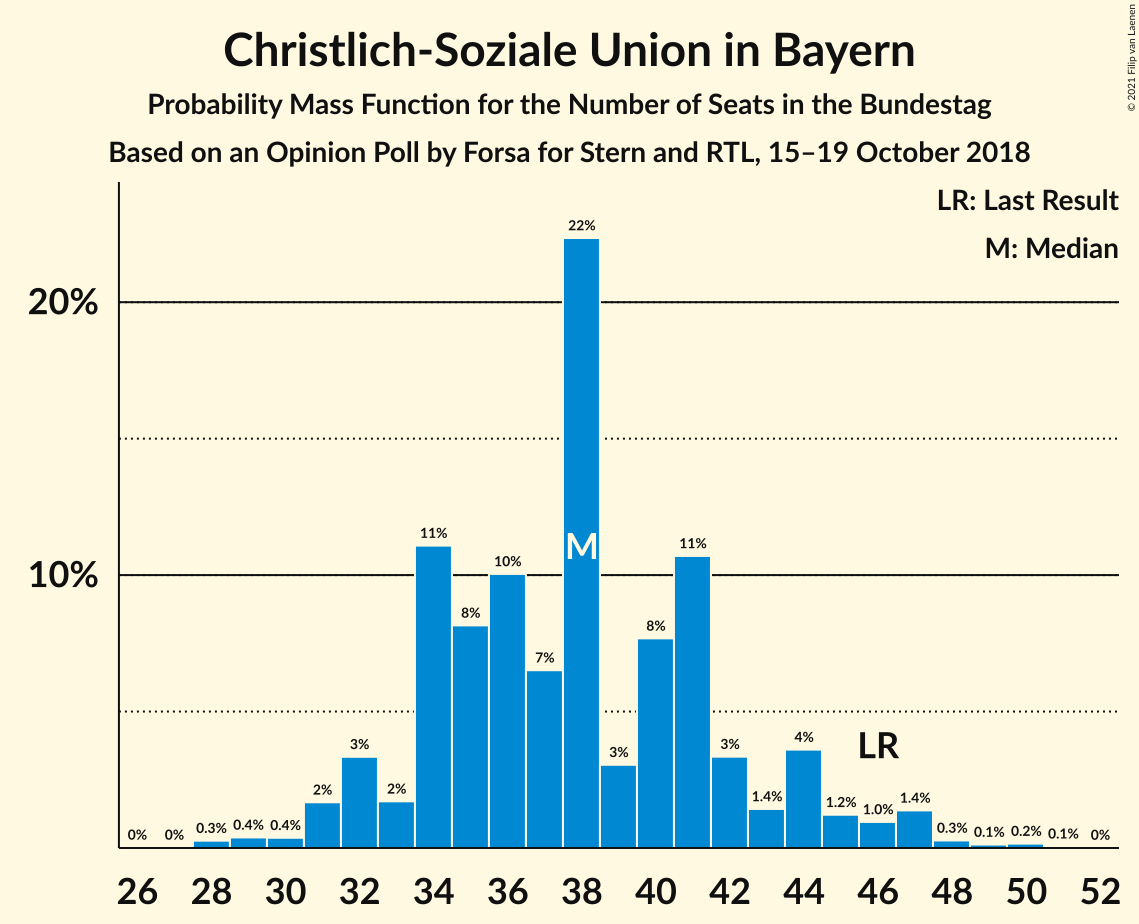 Christlich-Soziale Union in Bayern
Probability Mass Function for the Number of Seats in the Bundestag
Based on an Opinion Poll by Forsa for Stern and RTL, 15–19 October 2018
© 2021 Filip van Laenen
LR: Last Result
M: Median
20%
10%
0% 0% 0.3% 0.4% 0.4% 2% 3% 2% 11% 8% 10% 7% 22% 3% 8% 11% 3% 1.4% 4% 1.2% 1.0% 1.4% 0.3% 0.1% 0.2% 0.1% 0%
M
LR
26 28 30 32 34 36 38 40 42 44 46 48 50 52